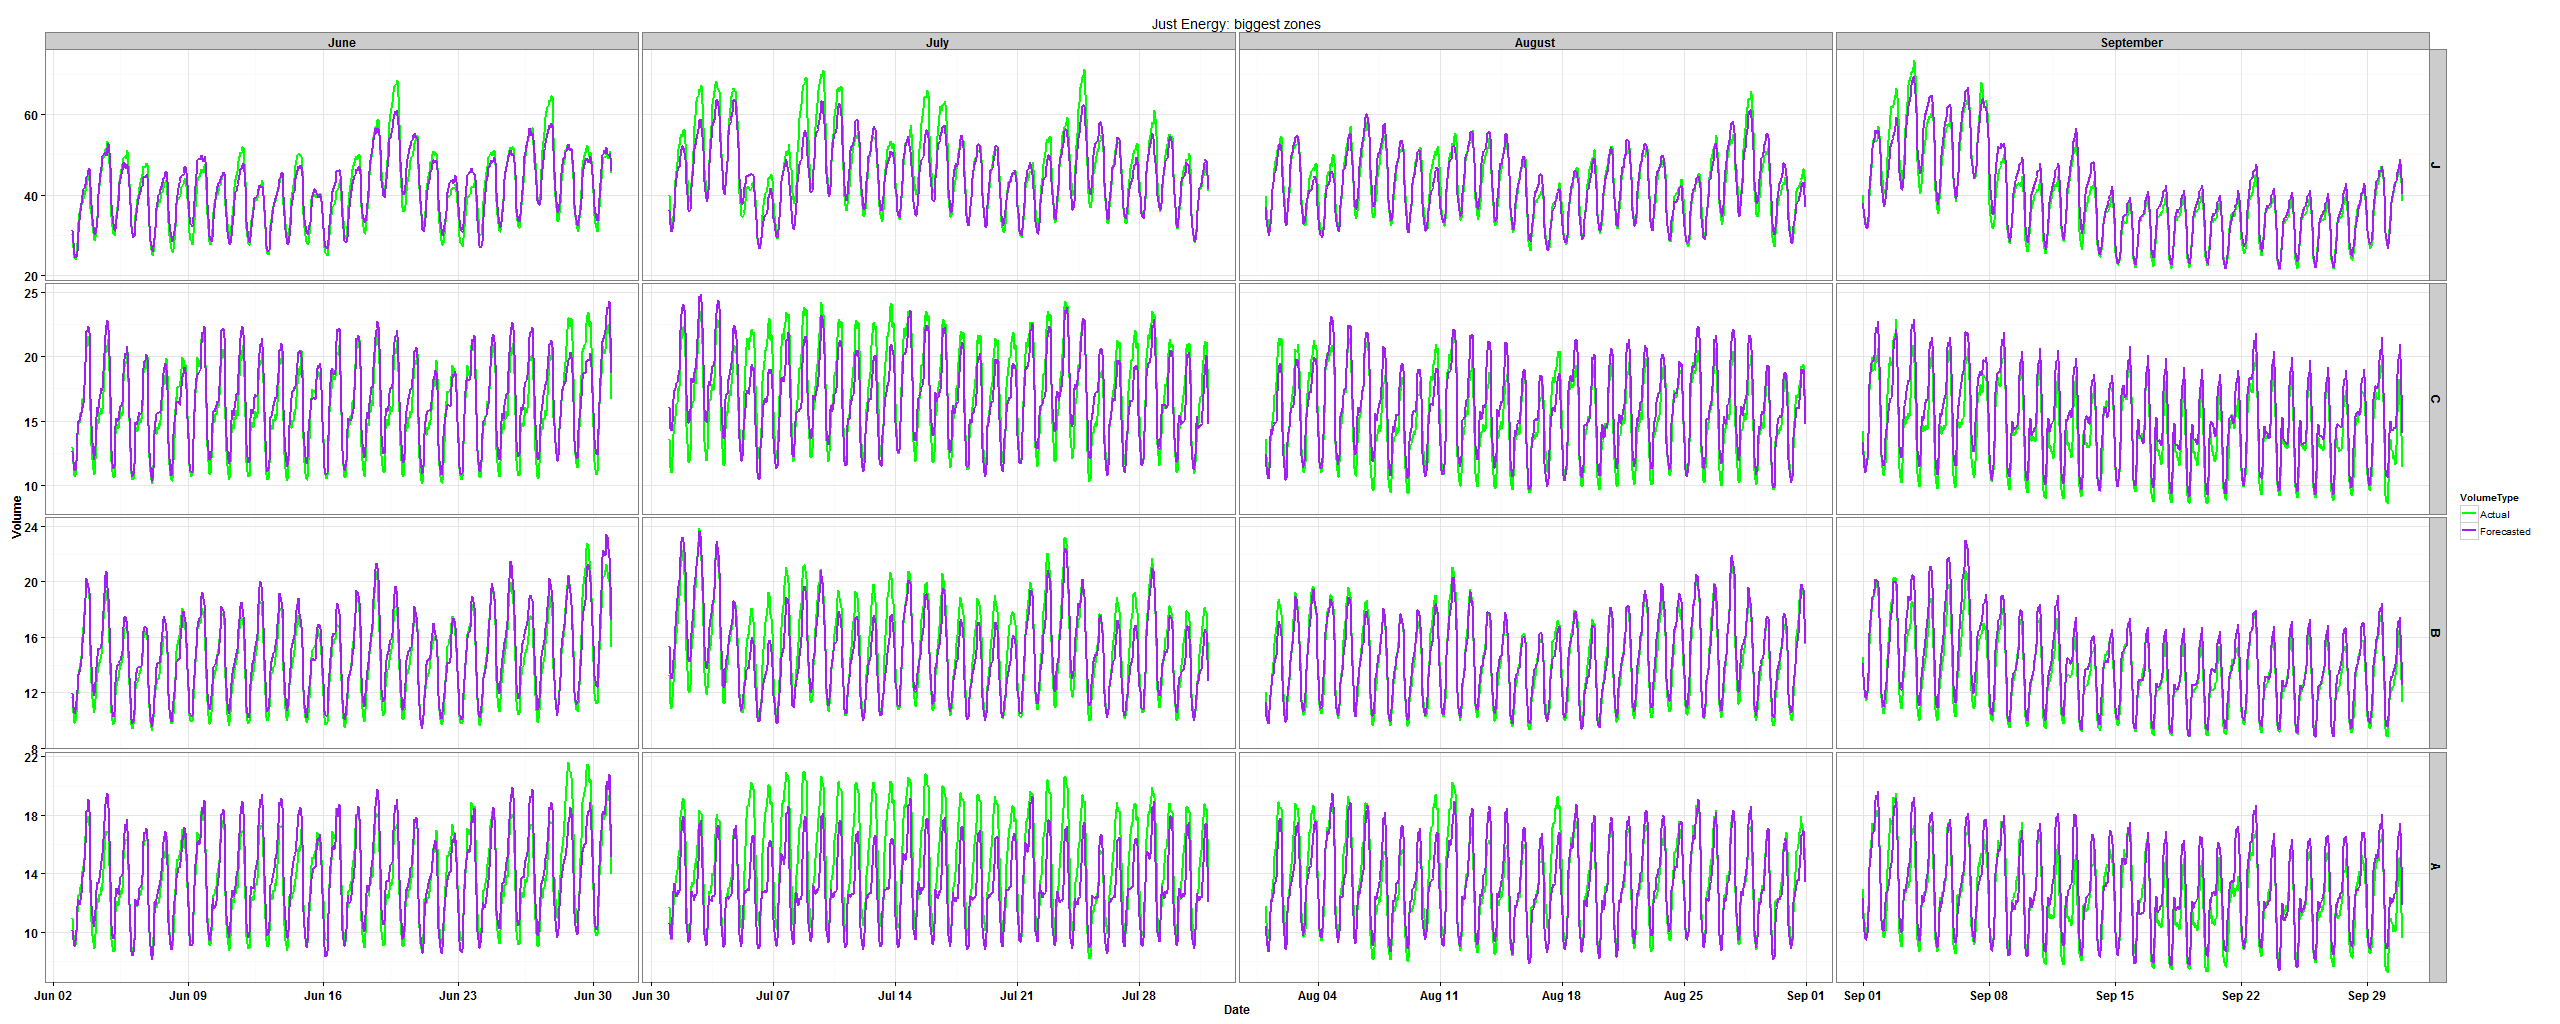 Just Energy: biggest zones
June July August September
60
40
20
J
25
20
15
10
C
Volume
24
20
16
12
8
B
22
18
14
10
A
VolumeType
Actual
Forecasted
Jun 02 Jun 09 Jun 16 Jun 23 Jun 30 Jun 30 Jul 07 Jul 14 Jul 21 Jul 28 Aug 04 Aug 11 Aug 18 Aug 25 Sep 01 Sep 01 Sep 08 Sep 15 Sep 22 Sep 29
Date